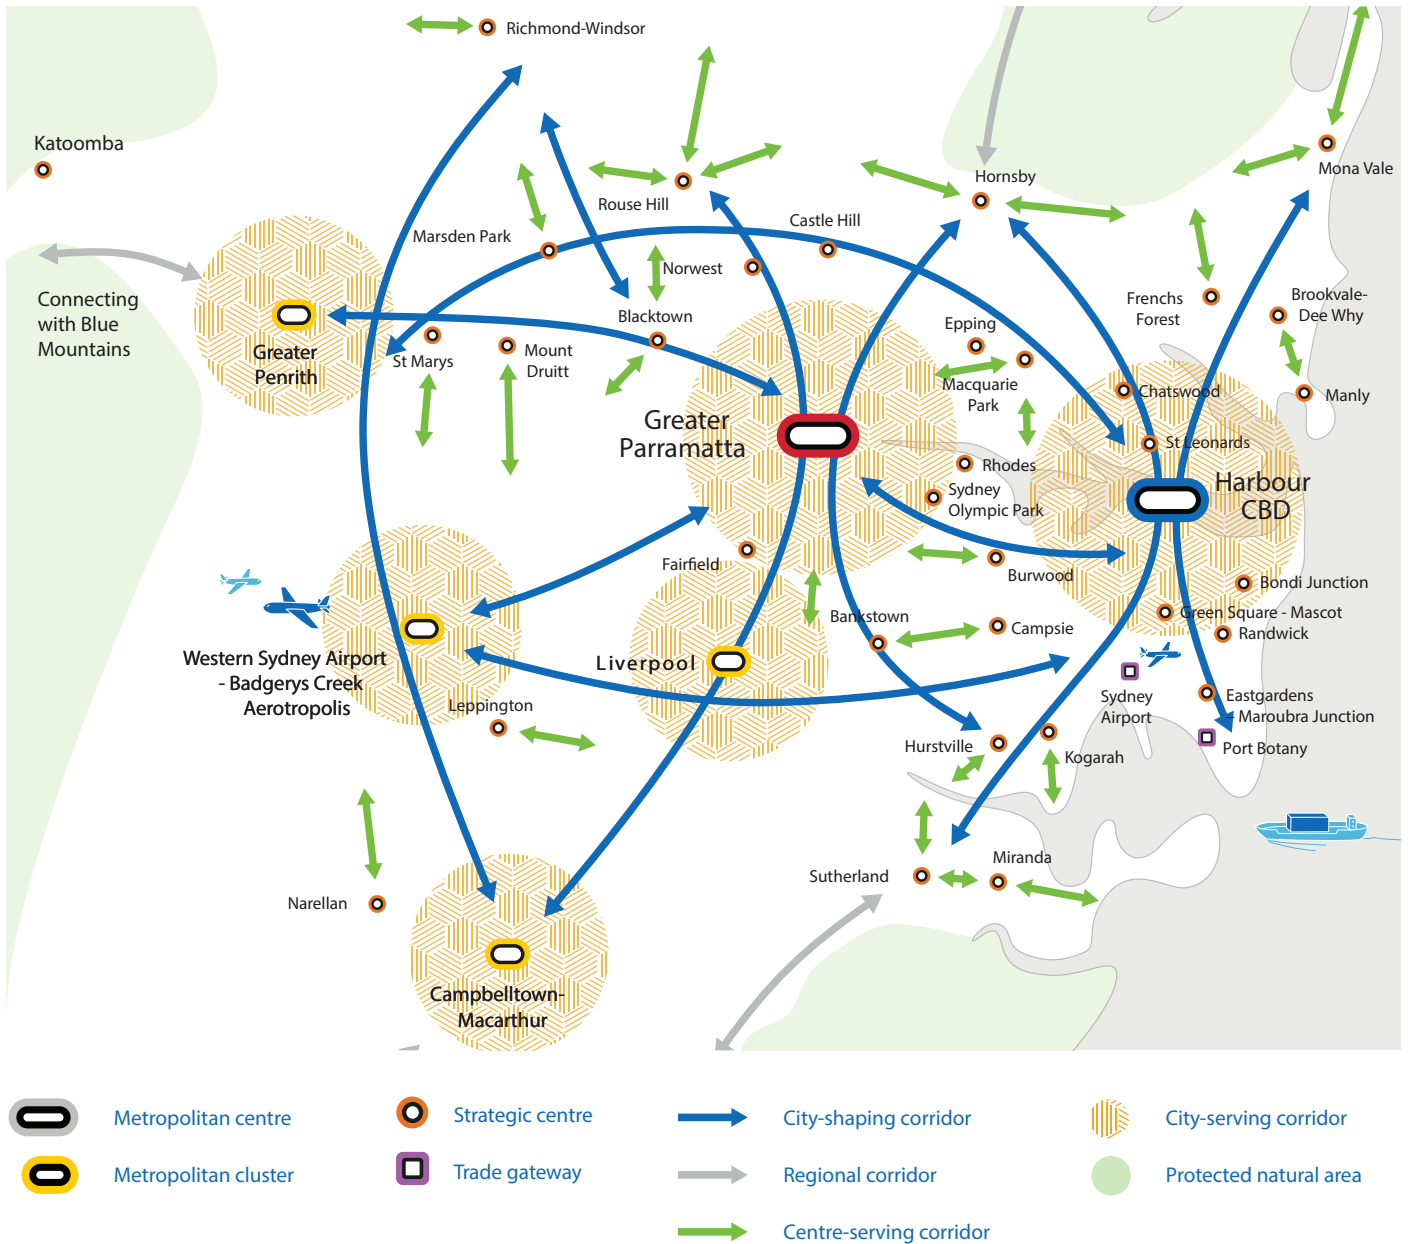 Richmond-Windsor
Katoomba
Mona Vale
Hornsby
Rouse Hill
Castle Hill
Marsden Park
Norwest
Connecting
with Blue
Mountains
Frenchs
Forest
Brookvale-
Dee Why
Blacktown
Epping
Greater
Penrith
St Marys
Mount
Druitt
Macquarie
Park
Chatswood
Manly
Greater
Parramatta
St Leonards
Rhodes
Harbour
CBD
Sydney
Olympic Park
Fairfield
Burwood
Bondi Junction
Bankstown
Campsie
Green Square - Mascot
Randwick
Western Sydney Airport
- Badgerys Creek
Aerotropolis
Liverpool
Leppington
Sydney
Airport
Eastgardens
- Maroubra Junction
Hurstville
Kogarah
Port Botany
Sutherland
Miranda
Narellan
Campbelltown-
Macarthur
Metropolitan centre
Strategic centre
City-shaping corridor
City-serving corridor
Metropolitan cluster
Trade gateway
Regional corridor
Protected natural area
Centre-serving corridor